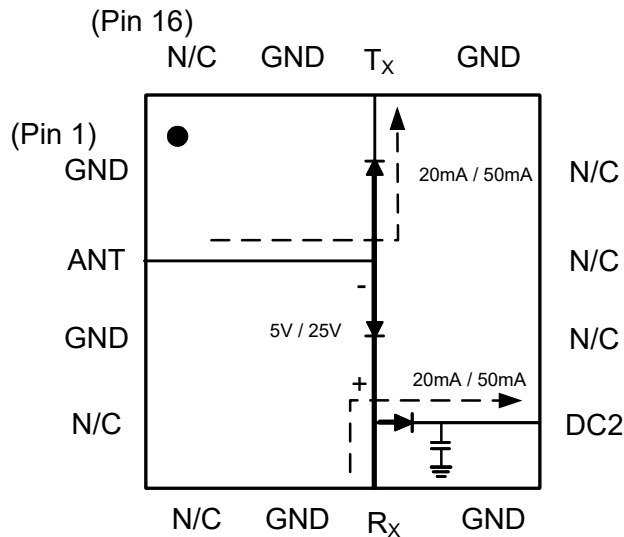 (Pin 16)
N/C GND TX GND
(Pin 1)
GND 20mA / 50mA N/C
ANT N/C
-
GND 5V / 25V N/C
+ 20mA / 50mA
N/C DC2
N/C GND RX GND